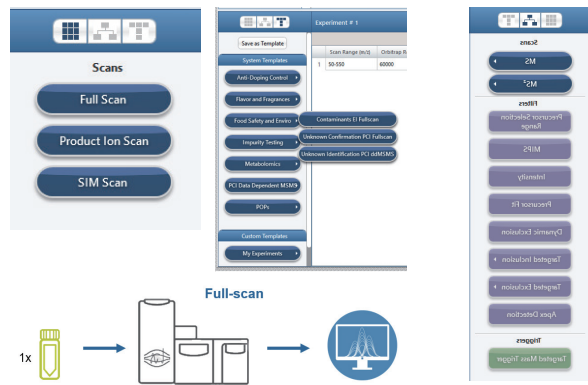 Scans
Full Scan
Product Ion Scan
SIM Scan
Experiment # 1
Save as Template
Scan Range (m/z) Orbitrap R
System Templates
1 50-550 60000
Anti-Doping Control
Flavor and Fragrances
Food Safety and Enviro
Contaminants EI Fullscan
Impurity Testing
Unknown Confirmation PCI Fullscan
Metabolomics
Unknown Identification PCI ddMSMS
PCI Data Dependent MSMS
POPs
Custom Templates
My Experiments
Scans
MS
MS²
Filters
Precursor Selection
Range
MIPS
Intensity
Precursor Fit
Dynamic Exclusion
Targeted Inclusion
Targeted Exclusion
Apex Detection
Triggers
Targeted Mass Trigger
Full-scan
1x